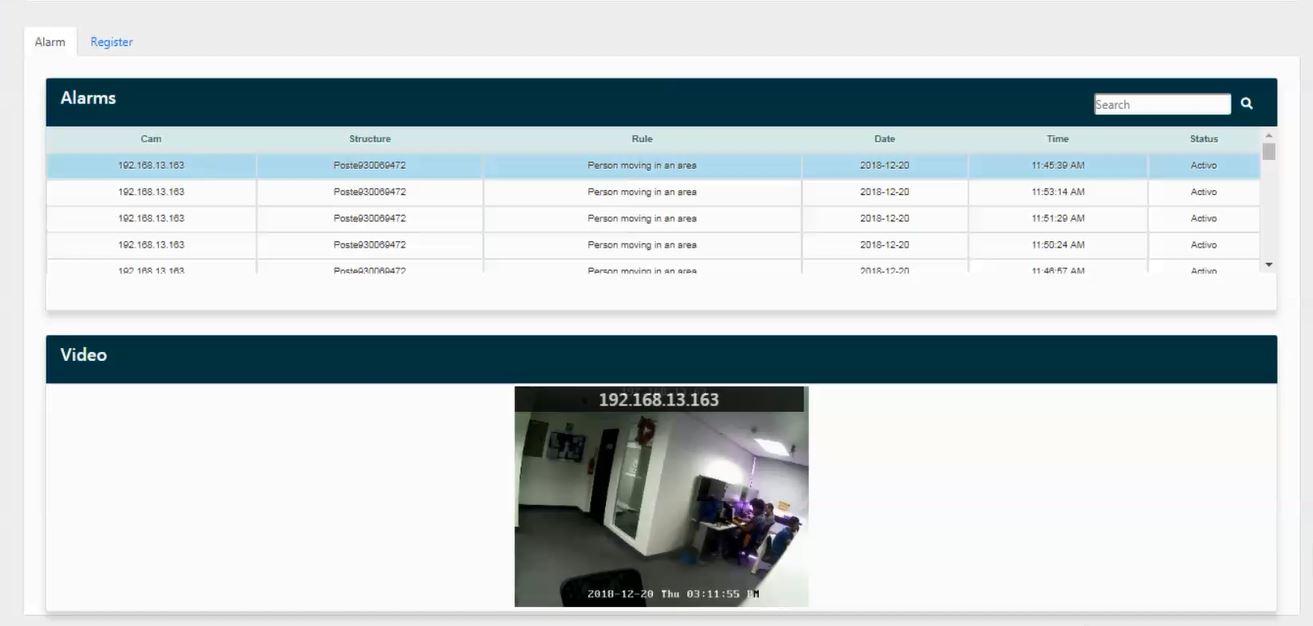 Alarm Register
Alarms
Search
Cam Structure Rule Date Time Status
192.168.13.163 Poste930069472 Person moving in an area 2018-12-20 11:45:39 AM Activo
192.168.13.163 Poste930069472 Person moving in an area 2018-12-20 11:53:14 AM Activo
192.168.13.163 Poste930069472 Person moving in an area 2018-12-20 11:51:29 AM Activo
192.168.13.163 Poste930069472 Person moving in an area 2018-12-20 11:50:24 AM Activo
192.168.13.163 Poste930069472 Person moving in an area 2018-12-20 11:46:57 AM Activo
Video
192.168.13.163
2018-12-20 Thu 03:11:55 PM